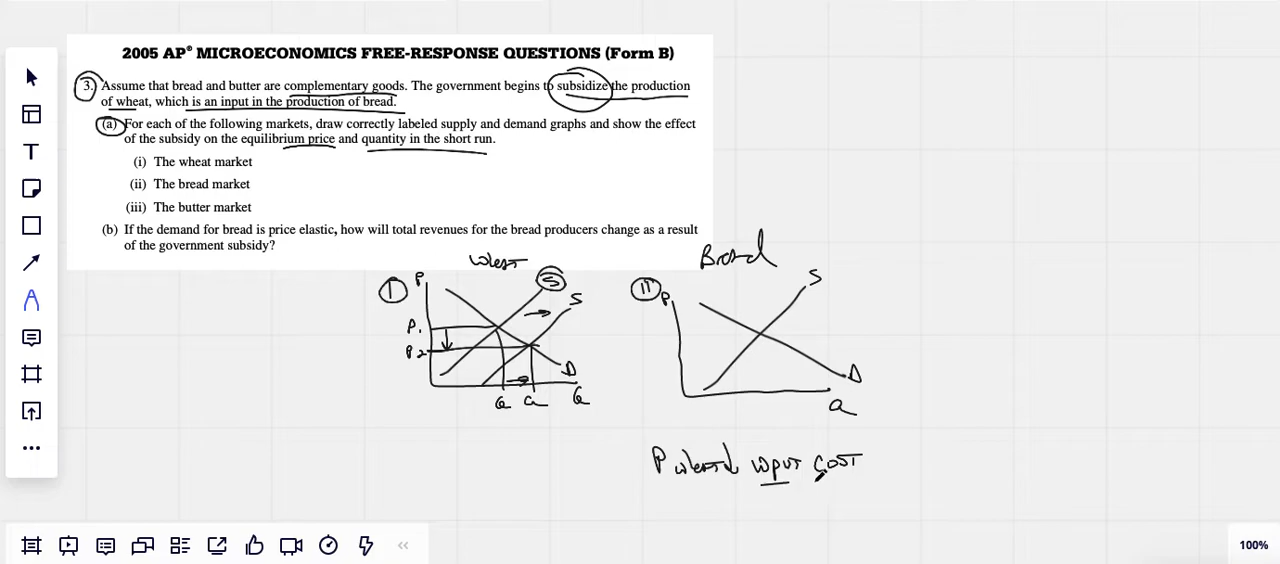 2005 AP® MICROECONOMICS FREE-RESPONSE QUESTIONS (Form B)
3. Assume that bread and butter are complementary goods. The government begins to subsidize the production
of wheat, which is an input in the production of bread.
(a) For each of the following markets, draw correctly labeled supply and demand graphs and show the effect
of the subsidy on the equilibrium price and quantity in the short run.
(i) The wheat market
(ii) The bread market
(iii) The butter market
(b) If the demand for bread is price elastic, how will total revenues for the bread producers change as a result
of the government subsidy?
I P S S
P1
P2
D
Q Q Q
II P S
D
Q
P input cost
T
100%